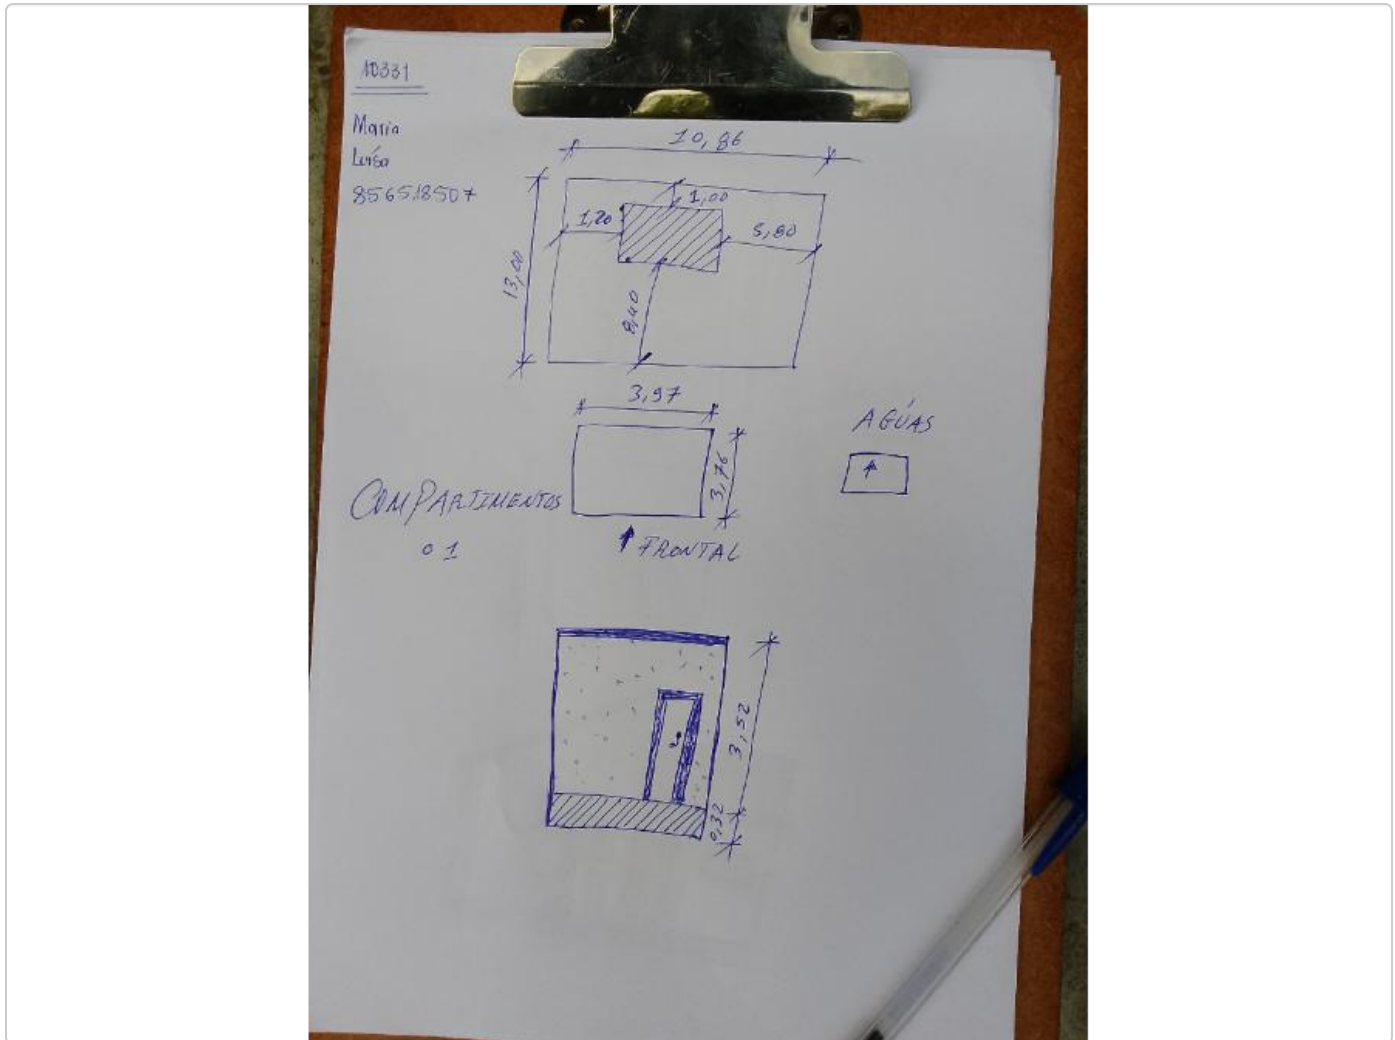 10331
Maria
Luísa
856518507
10,86
1,00
1,20
5,80
13,00
8,40
3,97
AGÚAS
3,76
COMPARTIMENTOS
01
FRONTAL
3,52
0,32